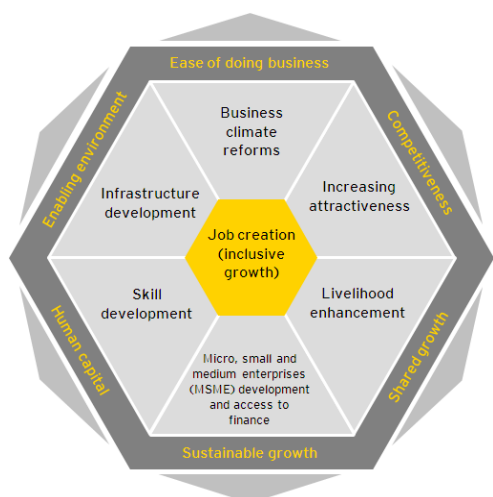 Ease of doing business
Enabling environment
Competitiveness
Business
climate
reforms
Infrastructure
development
Increasing
attractiveness
Job creation
(inclusive
growth)
Skill
development
Livelihood
enhancement
Micro, small and
medium enterprises
(MSME) development
and access to
finance
Human capital
Shared growth
Sustainable growth